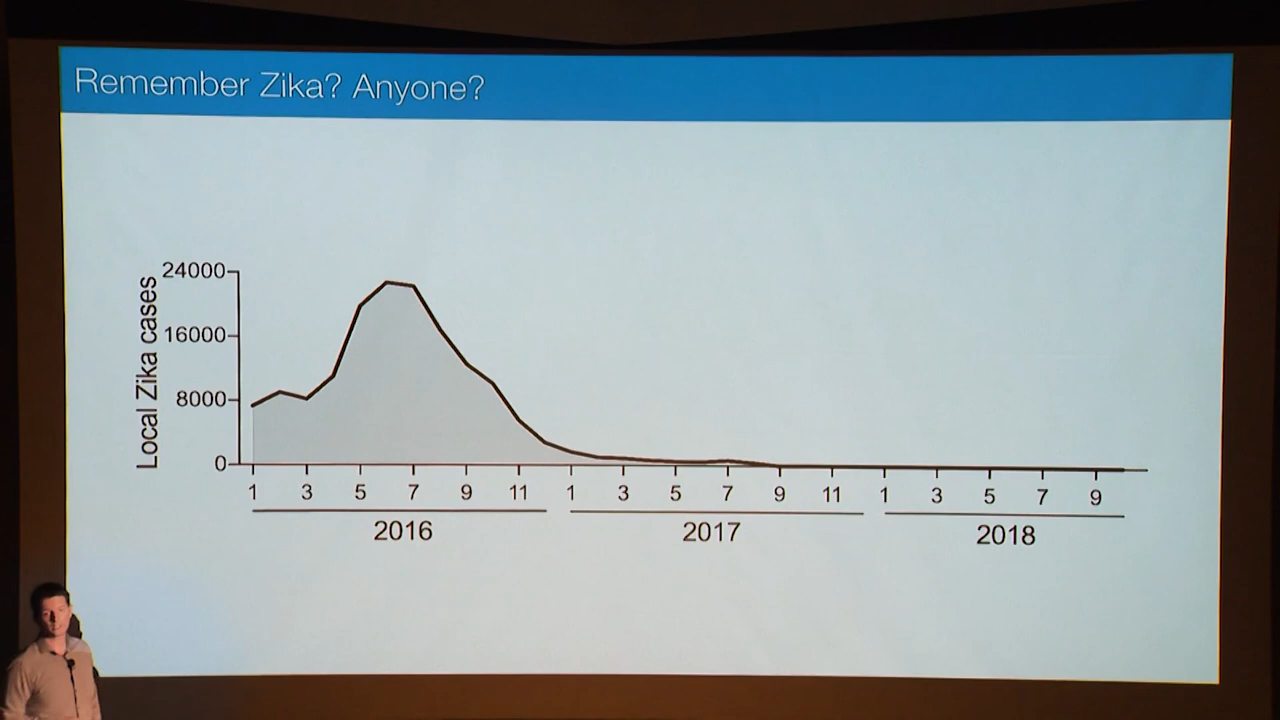 Remember Zika? Anyone?
Local Zika cases
24000
16000
8000
0
1 3 5 7 9 11 1 3 5 7 9 11 1 3 5 7 9
2016 2017 2018